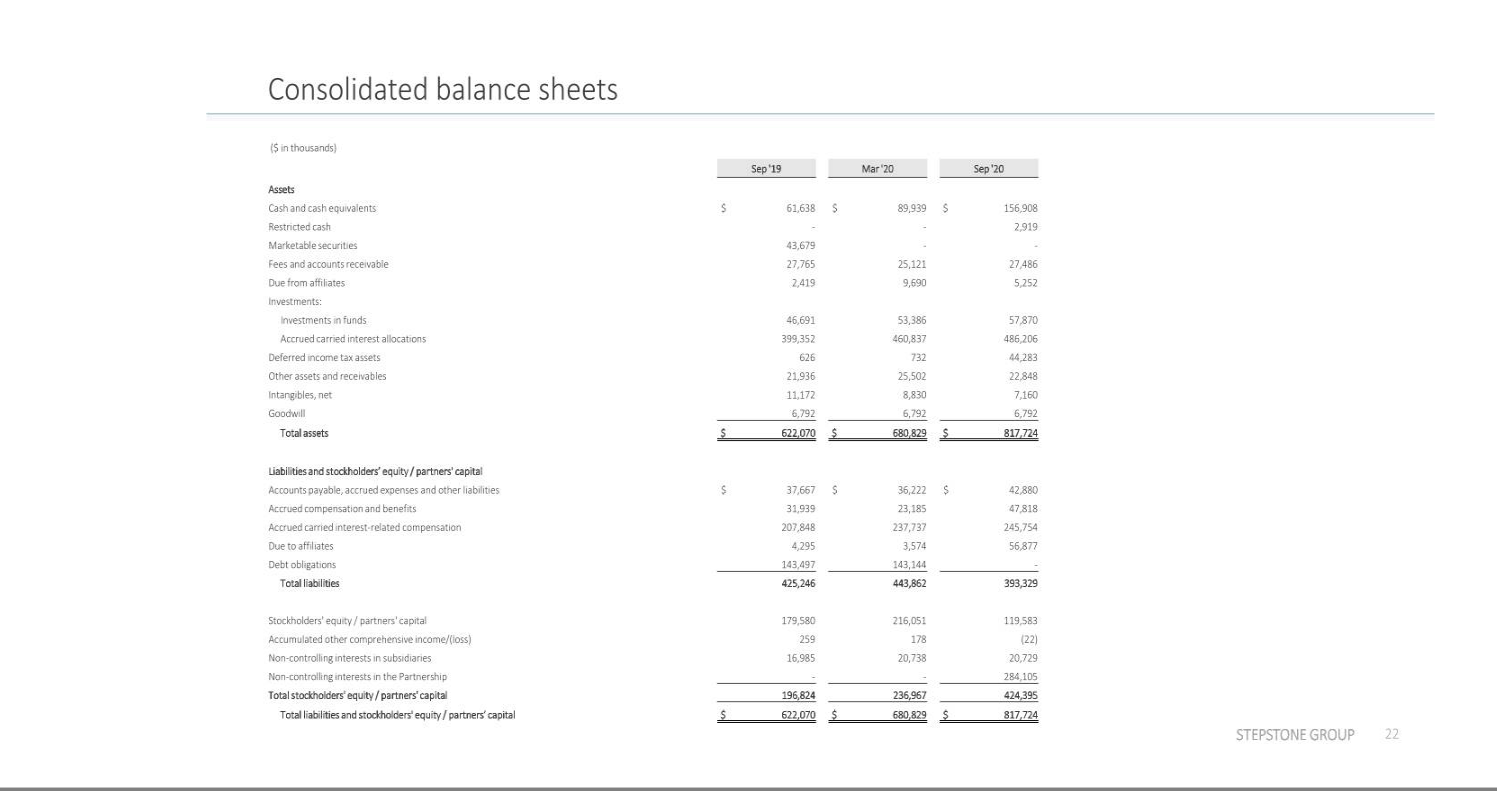 Consolidated balance sheets
($ in thousands)
Sep '19 Mar '20 Sep '20
Assets
Cash and cash equivalents $ 61,638 $ 89,939 $ 156,908
Restricted cash - - 2,919
Marketable securities 43,679 - -
Fees and accounts receivable 27,765 25,121 27,486
Due from affiliates 2,419 9,690 5,252
Investments:
Investments in funds 46,691 53,386 57,870
Accrued carried interest allocations 399,352 460,837 486,206
Deferred income tax assets 626 732 44,283
Other assets and receivables 21,936 25,502 22,848
Intangibles, net 11,172 8,830 7,160
Goodwill 6,792 6,792 6,792
Total assets $ 622,070 $ 680,829 $ 817,724
Liabilities and stockholders' equity / partners' capital
Accounts payable, accrued expenses and other liabilities $ 37,667 $ 36,222 $ 42,880
Accrued compensation and benefits 31,939 23,185 47,818
Accrued carried interest-related compensation 207,848 237,737 245,754
Due to affiliates 4,295 3,574 56,877
Debt obligations 143,497 143,144 -
Total liabilities 425,246 443,862 393,329
Stockholders' equity / partners' capital 179,580 216,051 119,583
Accumulated other comprehensive income/(loss) 259 178 (22)
Non-controlling interests in subsidiaries 16,985 20,738 20,729
Non-controlling interests in the Partnership - - 284,105
Total stockholders' equity / partners' capital 196,824 236,967 424,395
Total liabilities and stockholders' equity / partners' capital $ 622,070 $ 680,829 $ 817,724
STEPSTONE GROUP 22